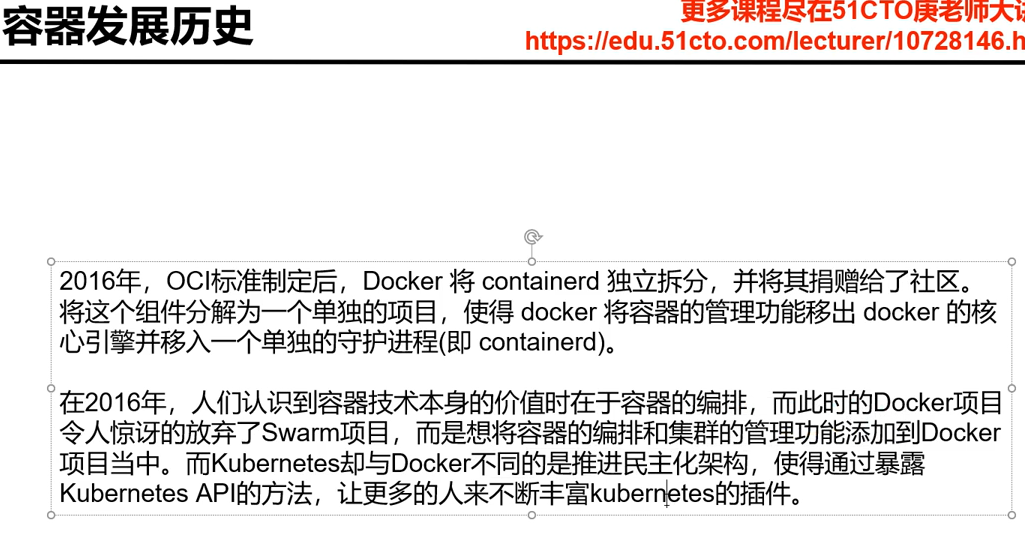 容器发展历史
更多课程尽在51CTO庚老师大讲
https://edu.51cto.com/lecturer/10728146.h
2016年，OCI标准制定后，Docker 将 containerd 独立拆分，并将其捐赠给了社区。
将这个组件分解为一个单独的项目，使得 docker 将容器的管理功能移出 docker 的核
心引擎并移入一个单独的守护进程(即 containerd)。
在2016年，人们认识到容器技术本身的价值时在于容器的编排，而此时的Docker项目
令人惊讶的放弃了Swarm项目，而是想将容器的编排和集群的管理功能添加到Docker
项目当中。而Kubernetes却与Docker不同的是推进民主化架构，使得通过暴露
Kubernetes API的方法，让更多的人来不断丰富kubernetes的插件。